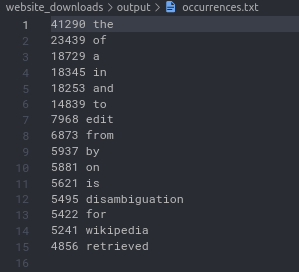 website_downloads > output > occurrences.txt
1 41290 the
2 23439 of
3 18729 a
4 18345 in
5 18253 and
6 14839 to
7 7968 edit
8 6873 from
9 5937 by
10 5881 on
11 5621 is
12 5495 disambiguation
13 5422 for
14 5241 wikipedia
15 4856 retrieved
16